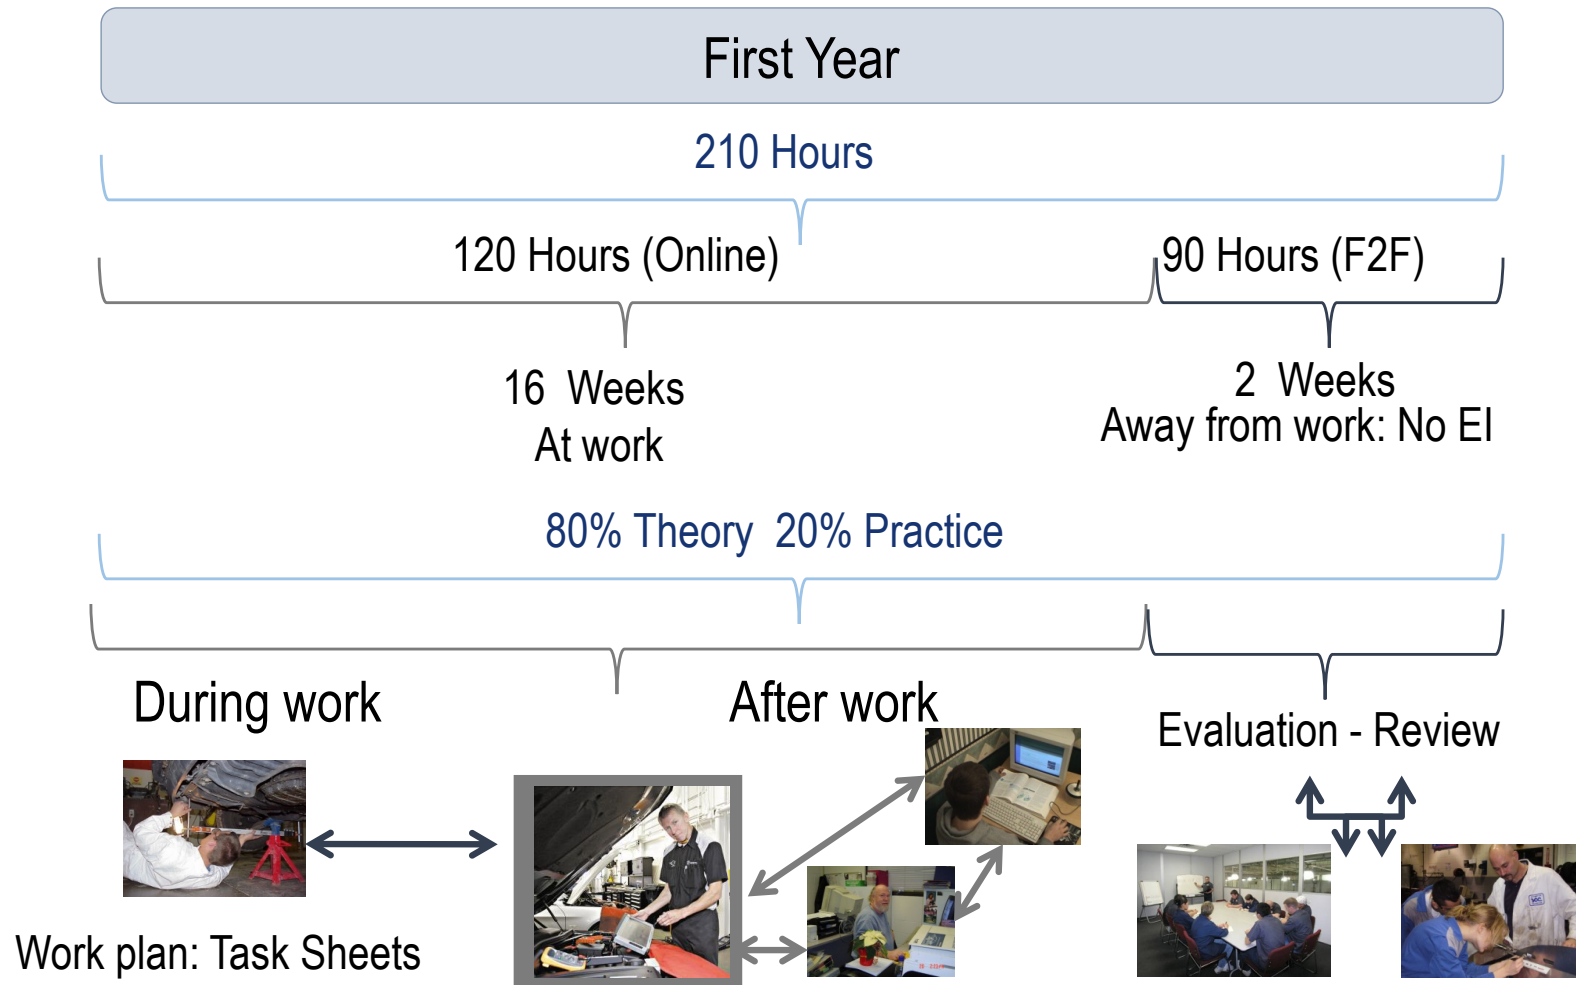 First Year
210 Hours
120 Hours (Online)
90 Hours (F2F)
16  Weeks
At work
2  Weeks
Away from work: No EI
80% Theory  20% Practice
During work
After work
Evaluation - Review
Work plan: Task Sheets